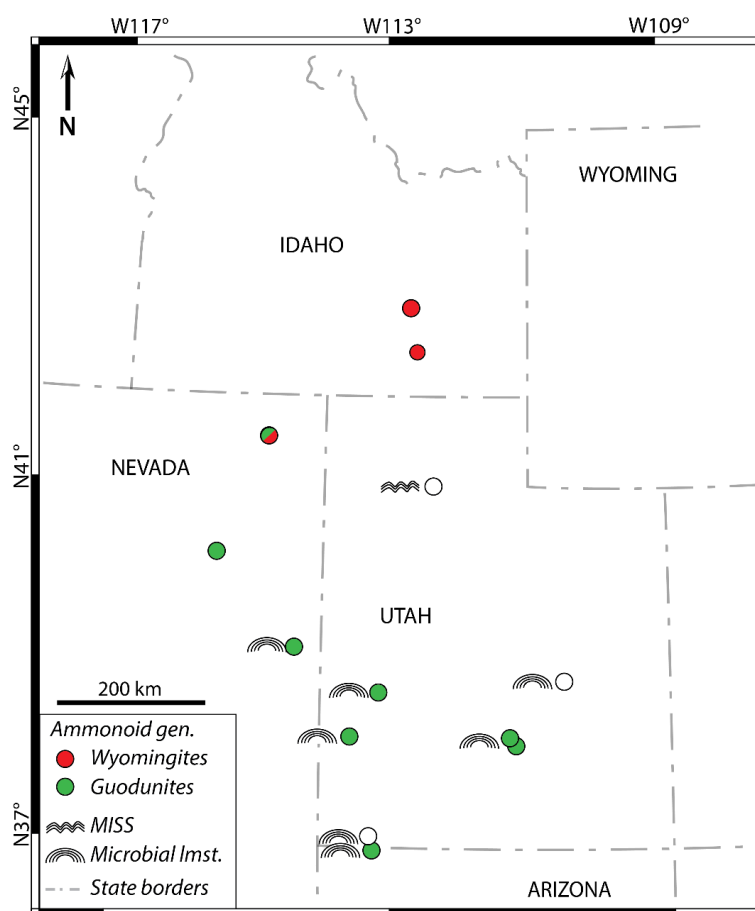 W117° W113° W109°
N45°
N
WYOMING
IDAHO
N41°
NEVADA
UTAH
200 km
Ammonoid gen.
Wyomingites
Guodunites
MISS
Microbial lmst.
State borders
N37°
ARIZONA